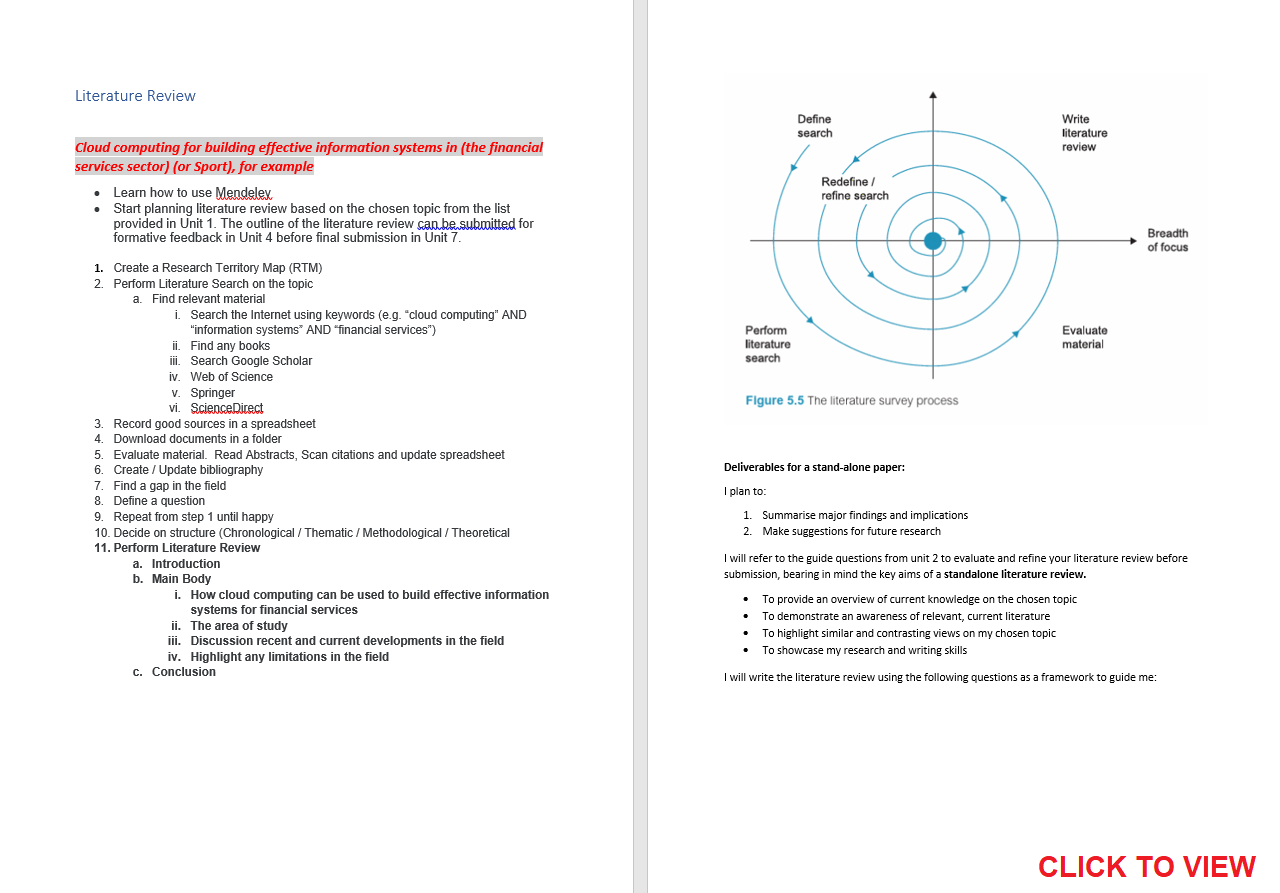 Literature Review
Cloud computing for building effective information systems in (the financial
services sector) (or Sport), for example
• Learn how to use Mendeley.
• Start planning literature review based on the chosen topic from the list
provided in Unit 1. The outline of the literature review can be submitted for
formative feedback in Unit 4 before final submission in Unit 7.
1. Create a Research Territory Map (RTM)
2. Perform Literature Search on the topic
a. Find relevant material
i. Search the Internet using keywords (e.g. “cloud computing” AND
“information systems” AND “financial services”)
ii. Find any books
iii. Search Google Scholar
iv. Web of Science
v. Springer
vi. ScienceDirect
3. Record good sources in a spreadsheet
4. Download documents in a folder
5. Evaluate material. Read Abstracts, Scan citations and update spreadsheet
6. Create / Update bibliography
7. Find a gap in the field
8. Define a question
9. Repeat from step 1 until happy
10. Decide on structure (Chronological / Thematic / Methodological / Theoretical
11. Perform Literature Review
a. Introduction
b. Main Body
i. How cloud computing can be used to build effective information
systems for financial services
ii. The area of study
iii. Discussion recent and current developments in the field
iv. Highlight any limitations in the field
c. Conclusion
Define
search
Write
literature
review
Redefine /
refine search
Breadth
of focus
Perform
literature
search
Evaluate
material
Figure 5.5 The literature survey process
Deliverables for a stand-alone paper:
I plan to:
1. Summarise major findings and implications
2. Make suggestions for future research
I will refer to the guide questions from unit 2 to evaluate and refine your literature review before
submission, bearing in mind the key aims of a standalone literature review.
• To provide an overview of current knowledge on the chosen topic
• To demonstrate an awareness of relevant, current literature
• To highlight similar and contrasting views on my chosen topic
• To showcase my research and writing skills
I will write the literature review using the following questions as a framework to guide me:
CLICK TO VIEW